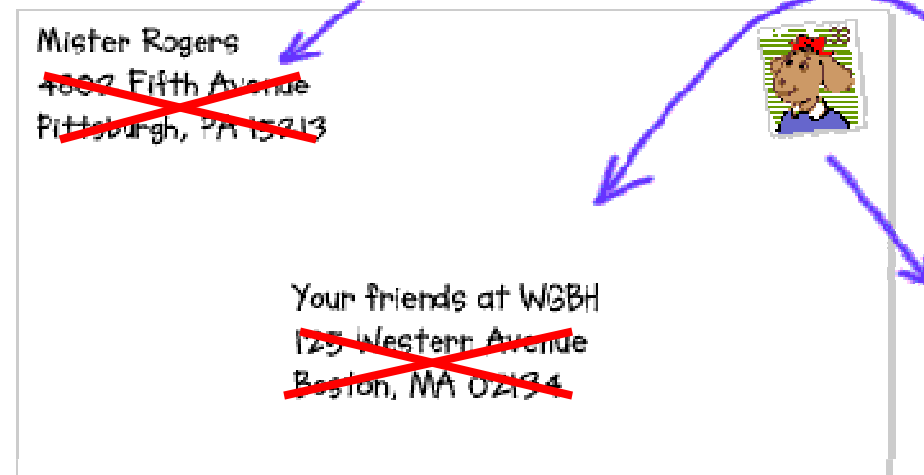 Mister Rogers
4802 Fifth Avenue
Pittsburgh, PA 15213
Your friends at WGBH
125 Western Avenue
Boston, MA 02134